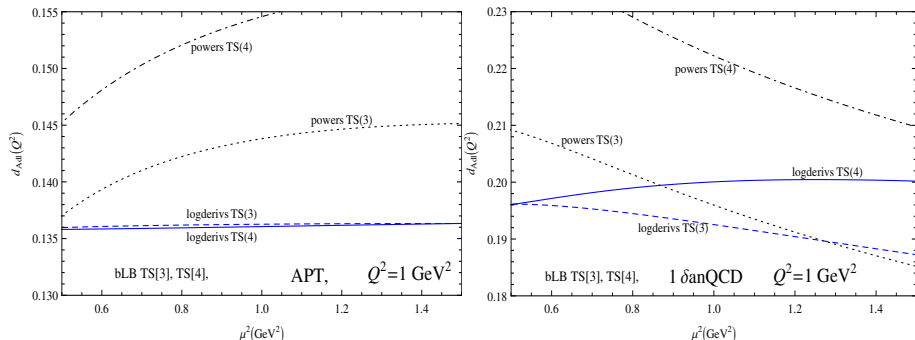 0.155
0.150
0.145
0.140
0.135
0.130
d_Adl(Q²)
powers TS(4)
powers TS(3)
logderivs TS(3)
logderivs TS(4)
bLB TS[3], TS[4], APT, Q²=1 GeV²
0.6 0.8 1.0 1.2 1.4
μ²(GeV²)
0.23
0.22
0.21
0.20
0.19
0.18
d_Adl(Q²)
powers TS(4)
powers TS(3)
logderivs TS(4)
logderivs TS(3)
bLB TS[3], TS[4], 1 δanQCD Q²=1 GeV²
0.6 0.8 1.0 1.2 1.4
μ²(GeV²)